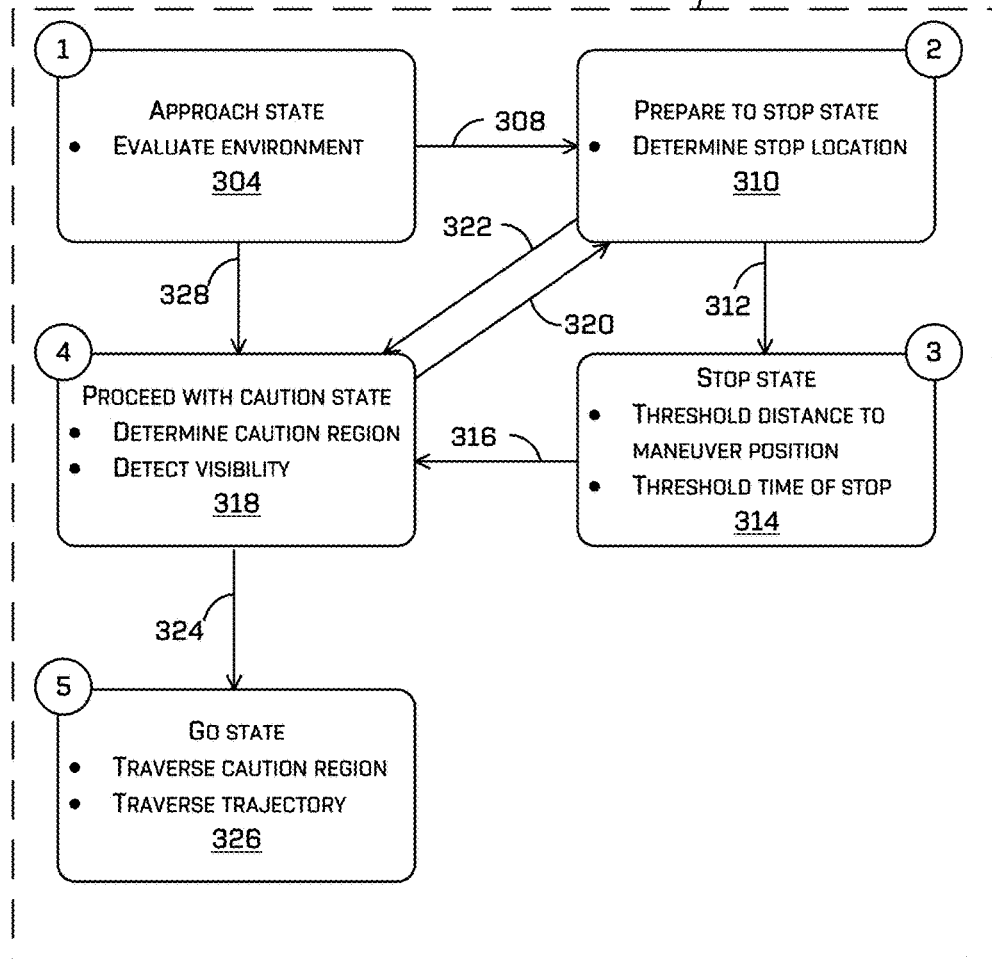 1
2
APPROACH STATE
• EVALUATE ENVIRONMENT
304
308
PREPARE TO STOP STATE
• DETERMINE STOP LOCATION
310
322
328
320
312
4
3
PROCEED WITH CAUTION STATE
• DETERMINE CAUTION REGION
• DETECT VISIBILITY
318
316
STOP STATE
• THRESHOLD DISTANCE TO
MANEUVER POSITION
• THRESHOLD TIME OF STOP
314
324
5
GO STATE
• TRAVERSE CAUTION REGION
• TRAVERSE TRAJECTORY
326